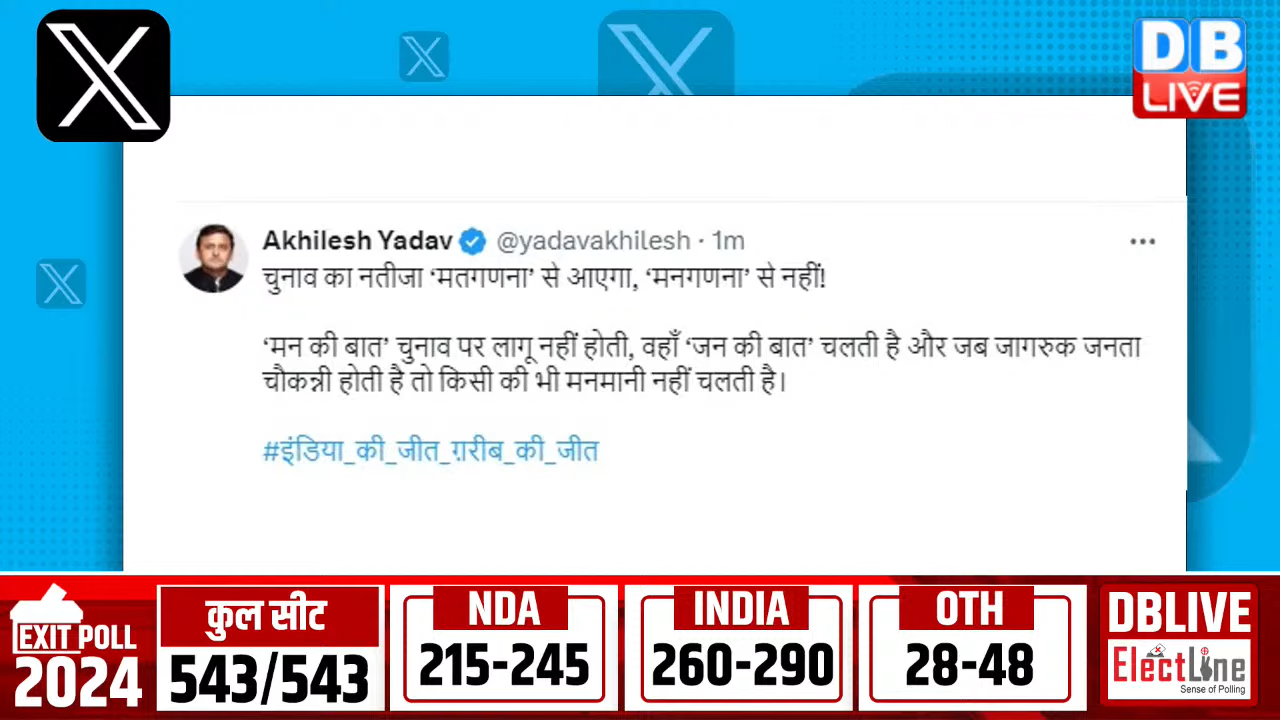 DB
LIVE
Akhilesh Yadav @yadavakhilesh · 1m
चुनाव का नतीजा ‘मतगणना’ से आएगा, ‘मनगणना’ से नहीं!
‘मन की बात’ चुनाव पर लागू नहीं होती, वहाँ ‘जन की बात’ चलती है और जब जागरुक जनता
चौकन्नी होती है तो किसी की भी मनमानी नहीं चलती है।
#इंडिया_की_जीत_ग़रीब_की_जीत
EXIT POLL
2024
कुल सीट
543/543
NDA
215-245
INDIA
260-290
OTH
28-48
DBLIVE
ElectLine
Sense of Polling